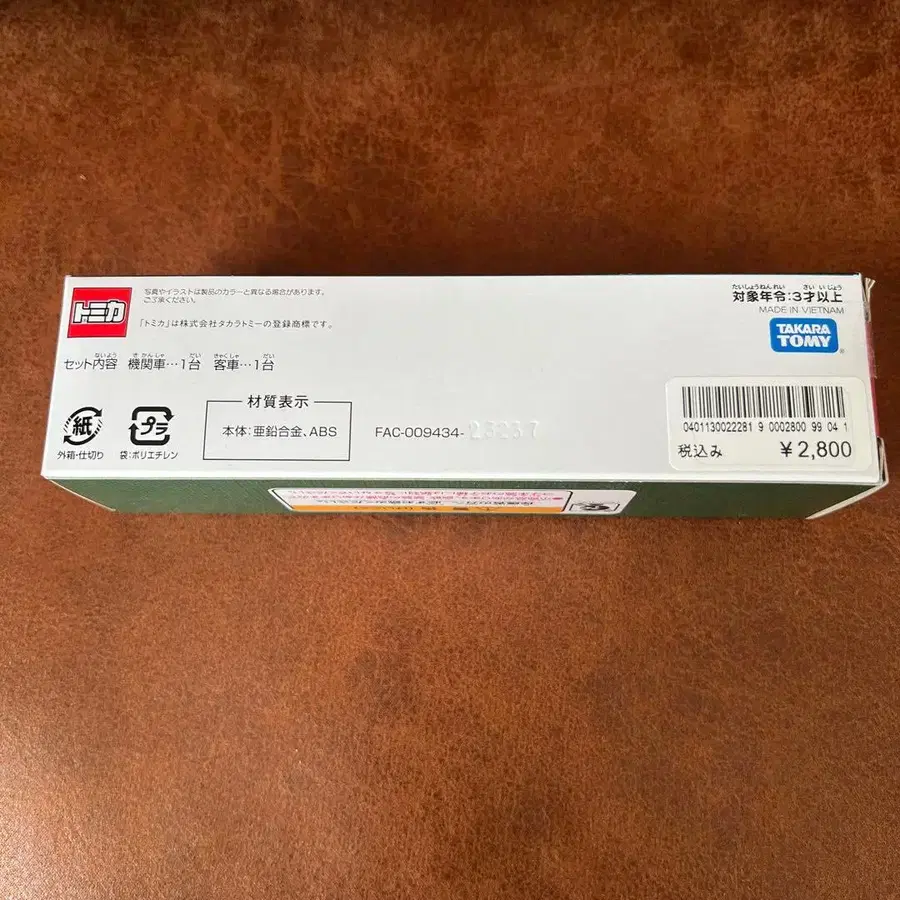 トミカ
写真やイラストは製品のカラーと異なる場合があります。
ご了承ください。
「トミカ」は株式会社タカラトミーの登録商標です。
ないよう きかんしゃ だい きゃくしゃ だい
セット内容 機関車…1台 客車…1台
紙
外箱・仕切り
プラ
袋:ポリエチレン
材質表示
本体:亜鉛合金、ABS
FAC-009434-
たいしょうねんれい さい いじょう
対象年令:3才以上
MADE IN VIETNAM
TAKARA
TOMY
®
0401130022281 9 0002800 99 04 1
税込み ¥2,800